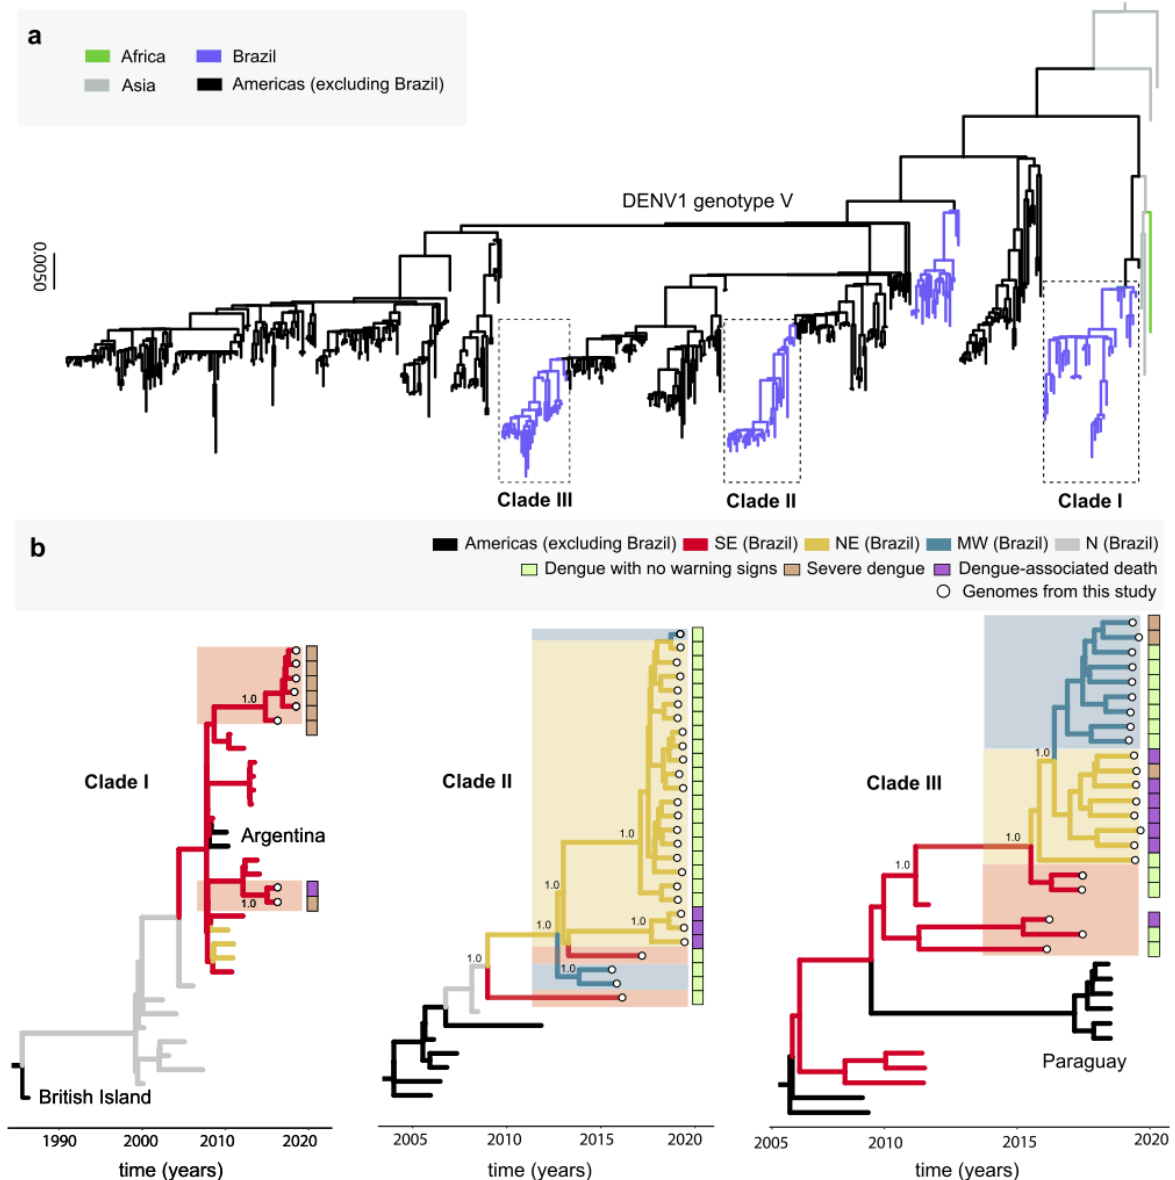 a
Africa
Brazil
Asia
Americas (excluding Brazil)
DENV1 genotype V
0.0050
Clade III
Clade II
Clade I
b
Americas (excluding Brazil) SE (Brazil) NE (Brazil) MW (Brazil) N (Brazil)
Dengue with no warning signs Severe dengue Dengue-associated death
Genomes from this study
1.0
Clade I
Argentina
1.0
British Island
1990 2000 2010 2020
time (years)
Clade II
1.0
1.0
1.0
1.0
1.0
1.0
2005 2010 2015 2020
time (years)
1.0
Clade III
1.0
1.0
Paraguay
2005 2010 2015 2020
time (years)